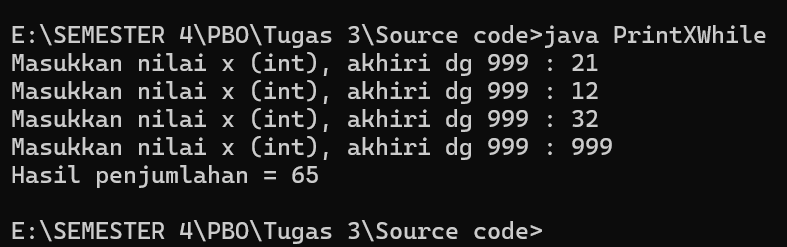 E:\SEMESTER 4\PBO\Tugas 3\Source code>java PrintXWhile
Masukkan nilai x (int), akhiri dg 999 : 21
Masukkan nilai x (int), akhiri dg 999 : 12
Masukkan nilai x (int), akhiri dg 999 : 32
Masukkan nilai x (int), akhiri dg 999 : 999
Hasil penjumlahan = 65
E:\SEMESTER 4\PBO\Tugas 3\Source code>